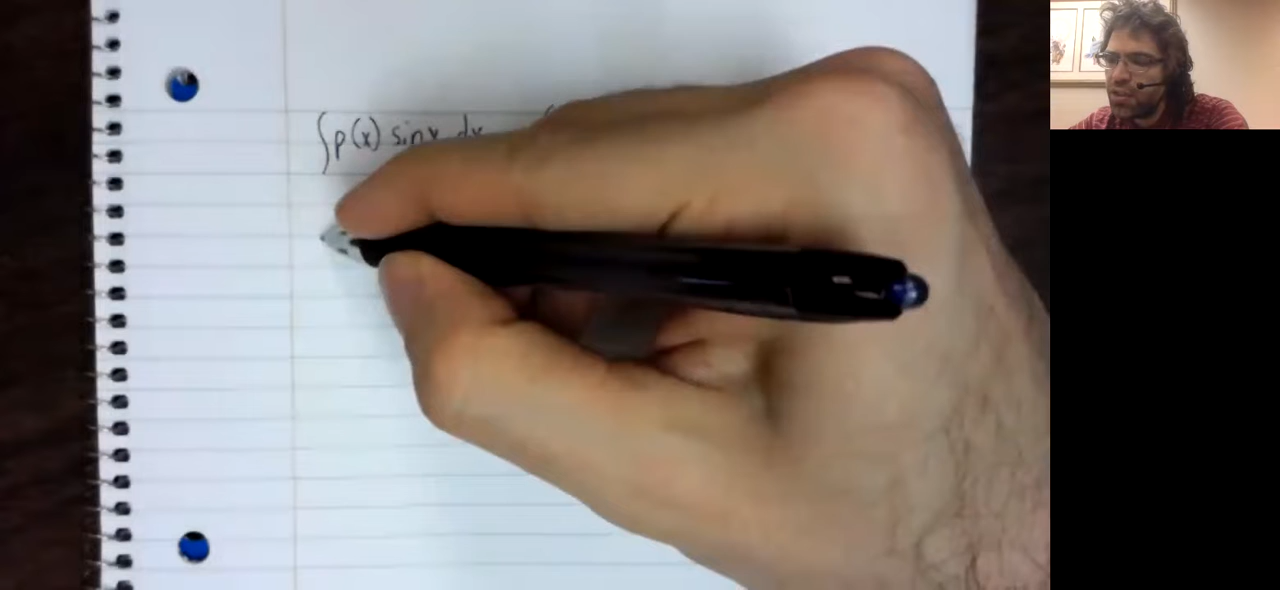 ∫p(x) sinx dx